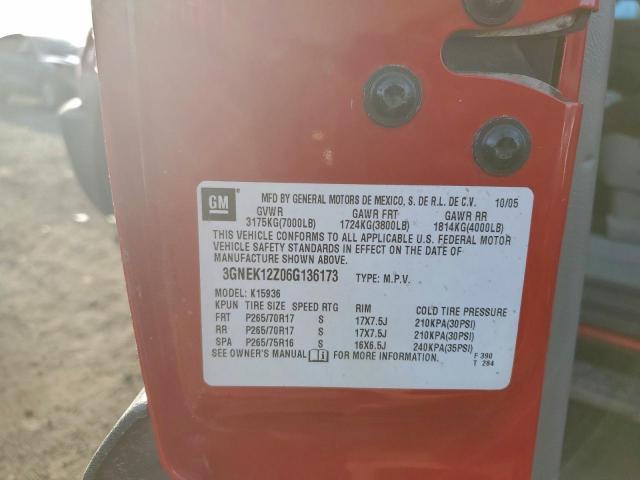 GM MFD BY GENERAL MOTORS DE MEXICO, S. DE R.L. DE C.V. 10/05
GVWR GAWR FRT GAWR RR
3175KG(7000LB) 1724KG(3800LB) 1814KG(4000LB)
THIS VEHICLE CONFORMS TO ALL APPLICABLE U.S. FEDERAL MOTOR
VEHICLE SAFETY STANDARDS IN EFFECT ON THE DATE OF
MANUFACTURE SHOWN ABOVE.
3GNEK12Z06G136173 TYPE: M.P.V.
MODEL: K15936
KPUN TIRE SIZE SPEED RTG RIM COLD TIRE PRESSURE
FRT P265/70R17 S 17X7.5J 210KPA(30PSI)
RR P265/70R17 S 17X7.5J 210KPA(30PSI)
SPA P265/75R16 S 16X6.5J 240KPA(35PSI)
SEE OWNER'S MANUAL FOR MORE INFORMATION. F 390
T 284